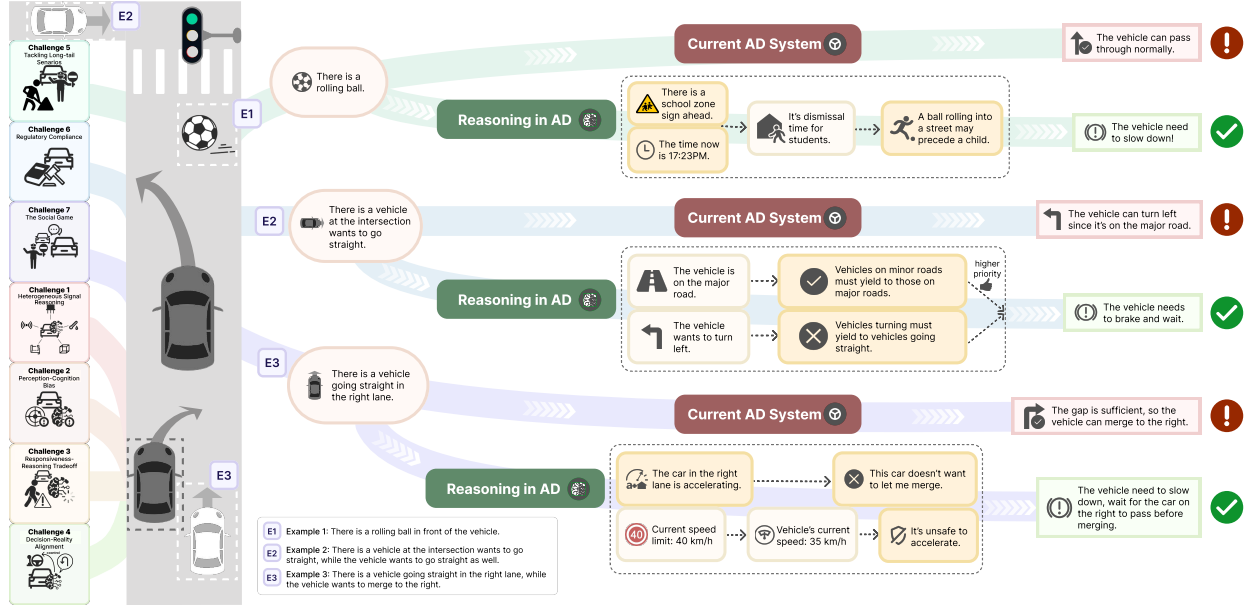 E2
Challenge 5
Tackling Long-tail
Senarios
Challenge 6
Regulatory Compliance
Challenge 7
The Social Game
Challenge 1
Heterogeneous Signal
Reasoning
Challenge 2
Perception-Cognition
Bias
Challenge 3
Responsiveness-
Reasoning Tradeoff
Challenge 4
Decision-Reality
Alignment
E1
There is a
rolling ball.
Current AD System
The vehicle can pass
through normally.
Reasoning in AD
There is a
school zone
sign ahead.
The time now
is 17:23PM.
It's dismissal
time for
students.
A ball rolling into
a street may
precede a child.
The vehicle need
to slow down!
E2
There is a vehicle
at the intersection
wants to go
straight.
Current AD System
The vehicle can turn left
since it's on the major road.
Reasoning in AD
The vehicle is
on the major
road.
Vehicles on minor roads
must yield to those on
major roads.
higher
priority
The vehicle
wants to turn
left.
Vehicles turning must
yield to vehicles going
straight.
The vehicle needs
to brake and wait.
E3
There is a vehicle
going straight in
the right lane.
Current AD System
The gap is sufficient, so the
vehicle can merge to the right.
Reasoning in AD
The car in the right
lane is accelerating.
This car doesn't want
to let me merge.
40
Current speed
limit: 40 km/h
Vehicle's current
speed: 35 km/h
It's unsafe to
accelerate.
The vehicle need to slow
down, wait for the car on
the right to pass before
merging.
E3
E1 Example 1: There is a rolling ball in front of the vehicle.
E2 Example 2: There is a vehicle at the intersection wants to go
straight, while the vehicle wants to go straight as well.
E3 Example 3: There is a vehicle going straight in the right lane, while
the vehicle wants to merge to the right.